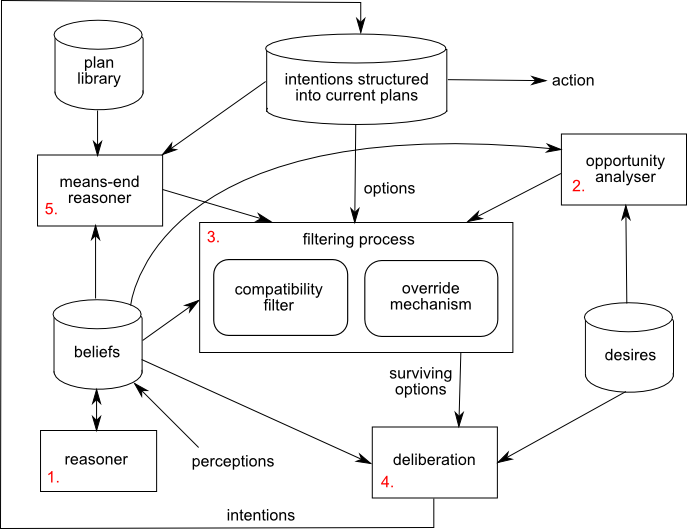 plan
library
intentions structured
into current plans
action
means-end
reasoner
5.
options
opportunity
analyser
2.
3.
filtering process
compatibility
filter
override
mechanism
beliefs
desires
surviving
options
reasoner
1.
perceptions
deliberation
4.
intentions